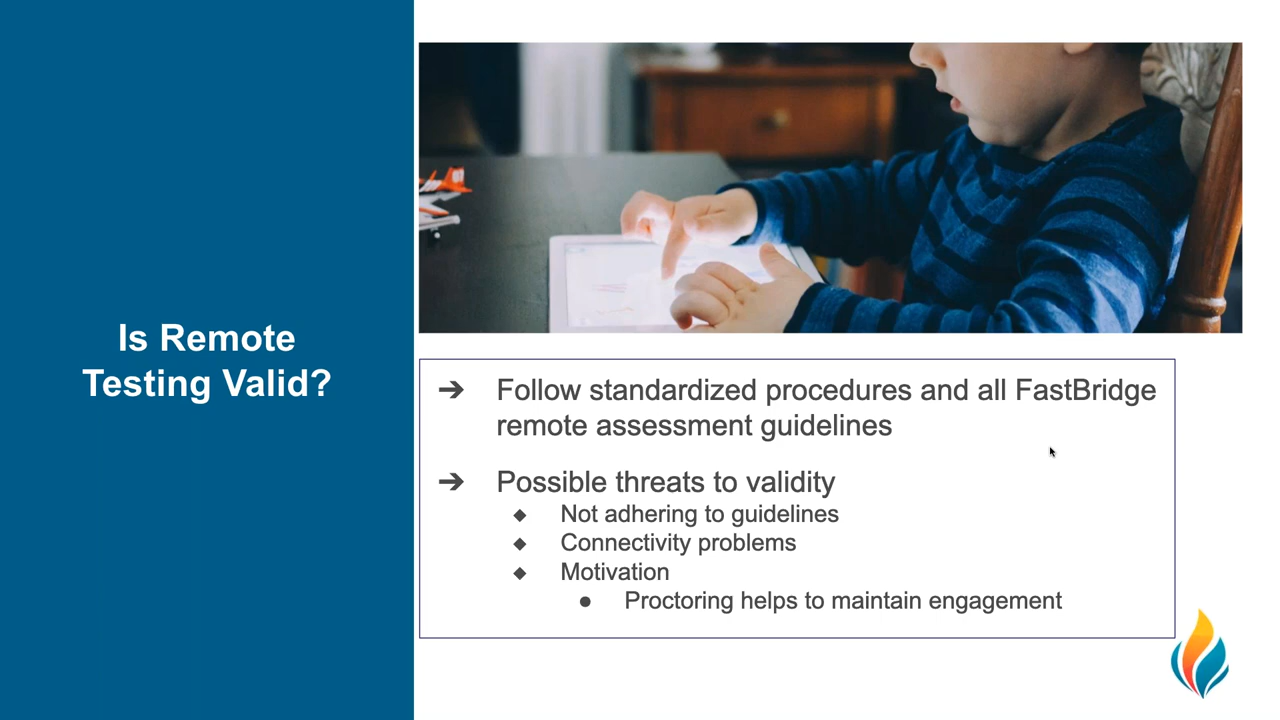 Is Remote
Testing Valid?
➔ Follow standardized procedures and all FastBridge
remote assessment guidelines
➔ Possible threats to validity
◆ Not adhering to guidelines
◆ Connectivity problems
◆ Motivation
● Proctoring helps to maintain engagement